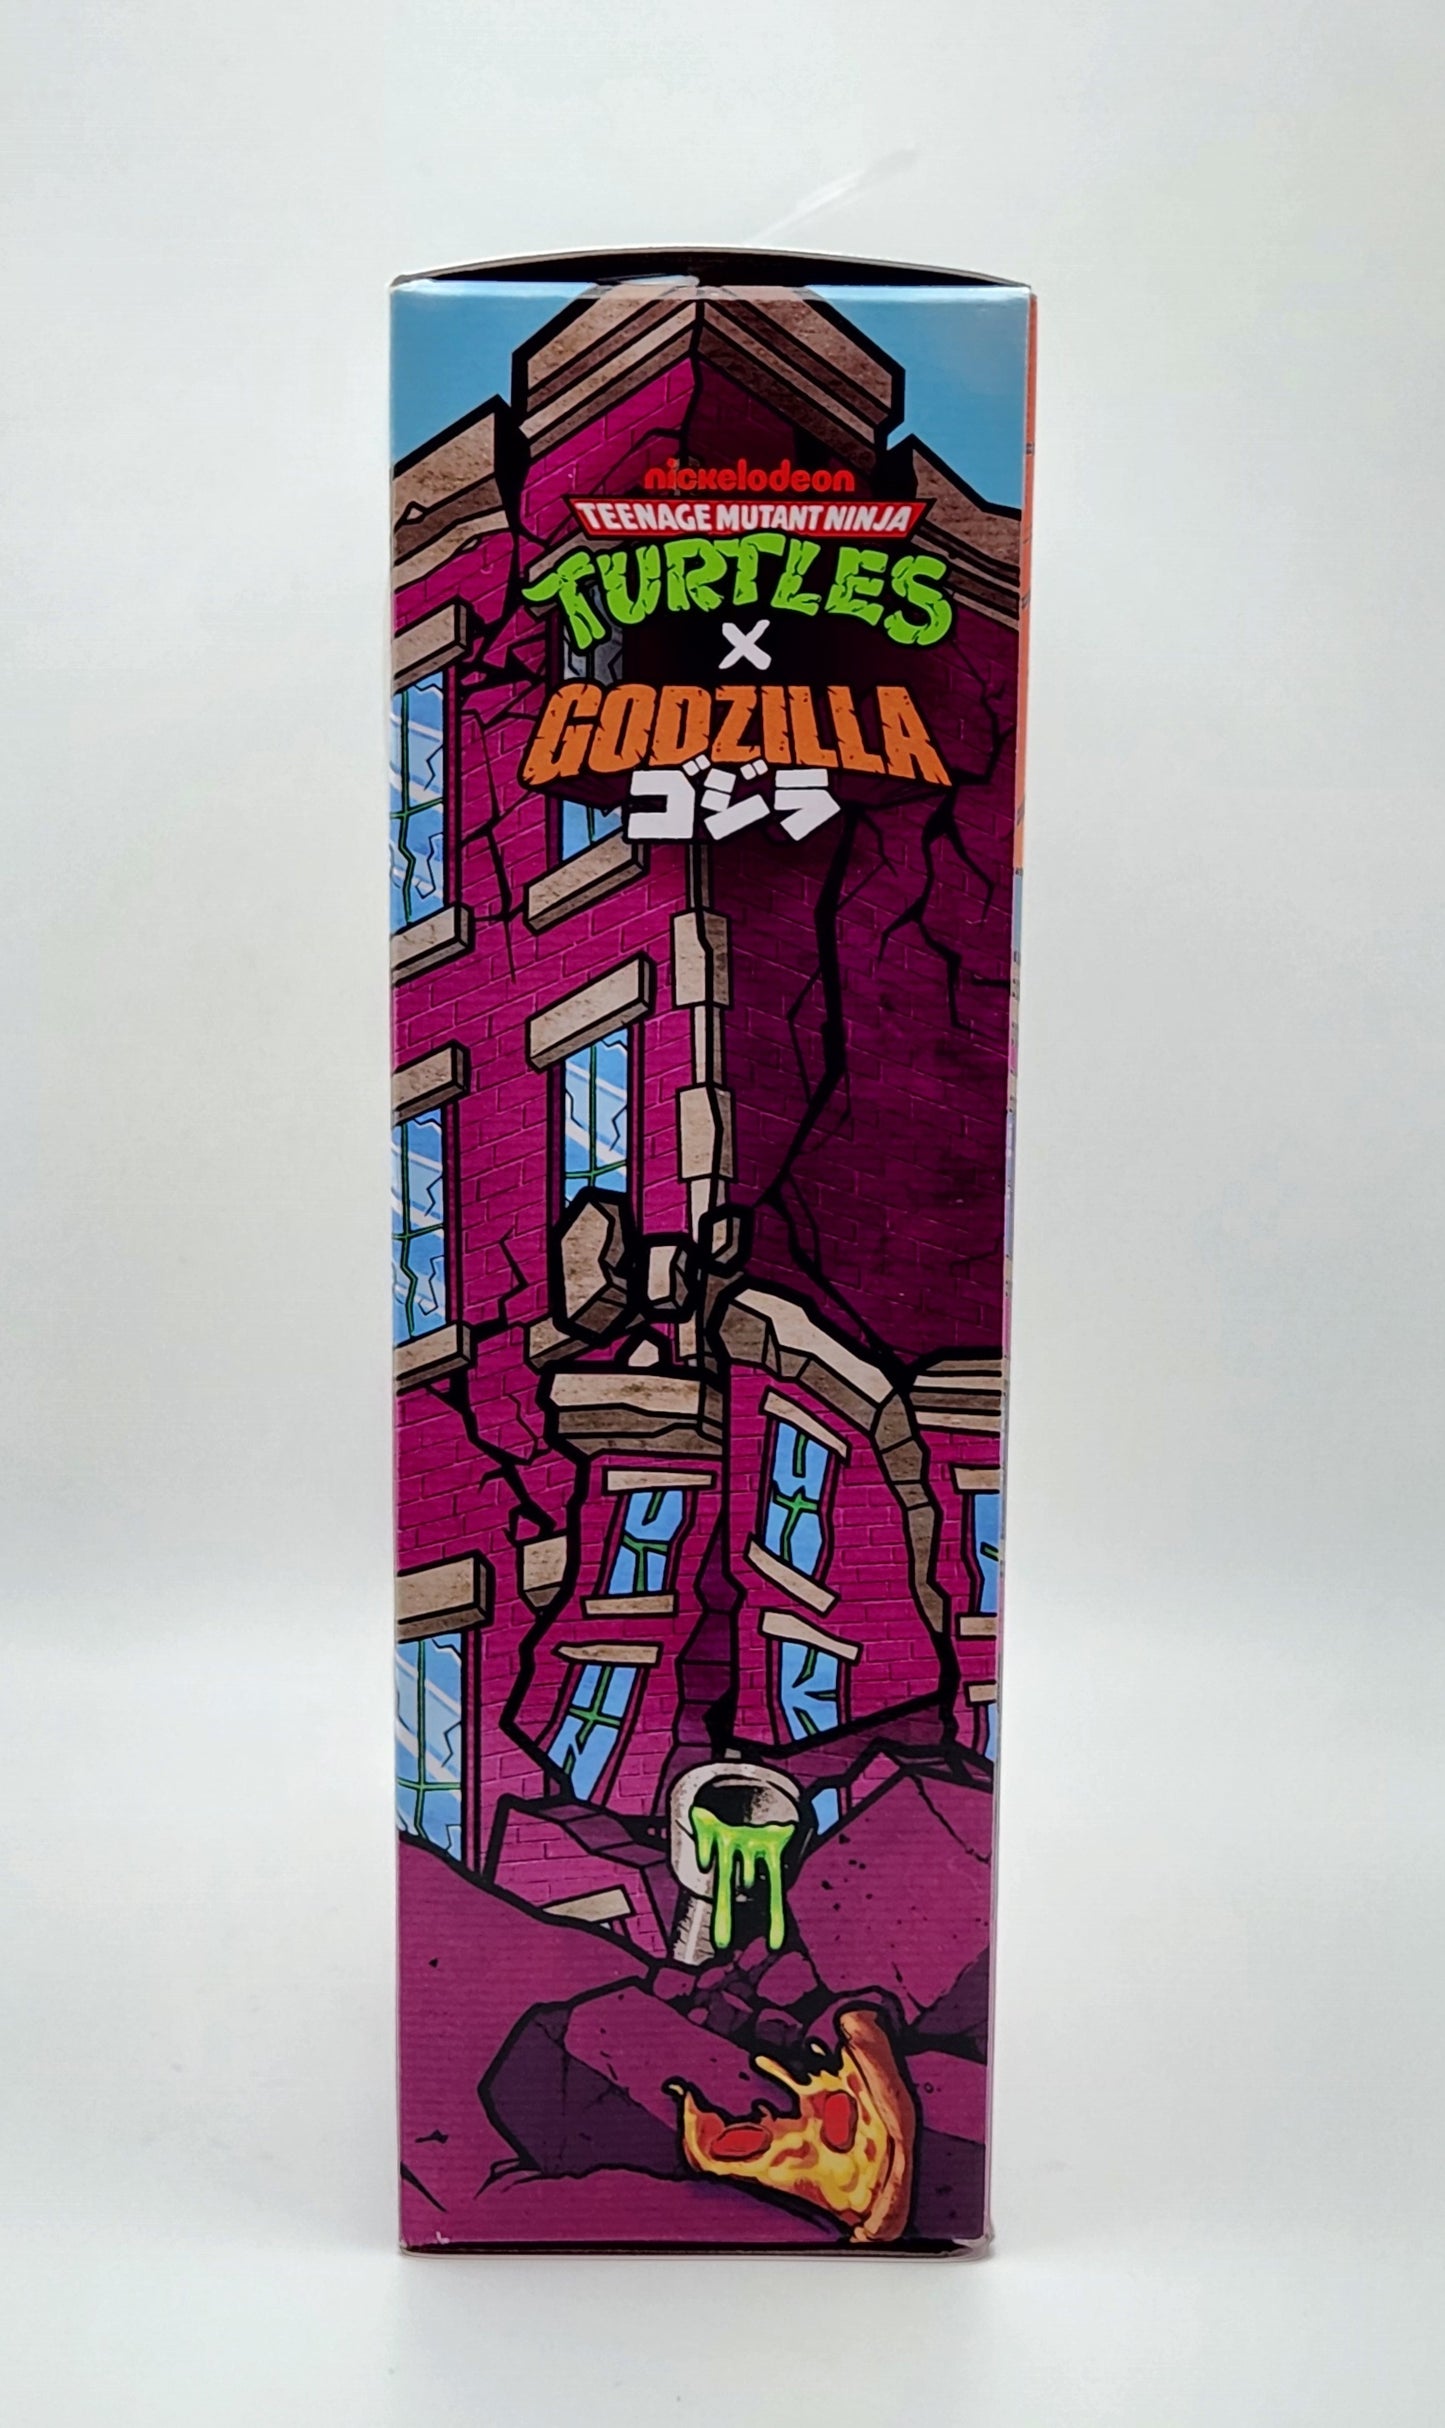 nickelodeon
TEENAGE MUTANT NINJA
TURTLES
X
GODZILLA
ゴジラ